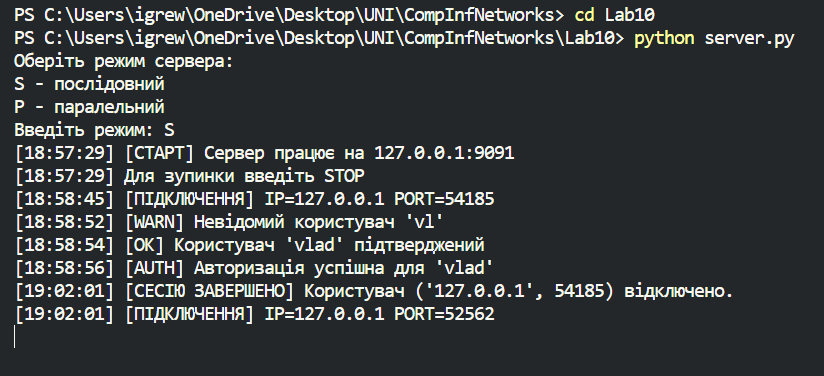 PS C:\Users\igrew\OneDrive\Desktop\UNI\CompInfNetworks> cd Lab10
PS C:\Users\igrew\OneDrive\Desktop\UNI\CompInfNetworks\Lab10> python server.py
Оберіть режим сервера:
S - послідовний
P - паралельний
Введіть режим: S
[18:57:29] [СТАРТ] Сервер працює на 127.0.0.1:9091
[18:57:29] Для зупинки введіть STOP
[18:58:45] [ПІДКЛЮЧЕННЯ] IP=127.0.0.1 PORT=54185
[18:58:52] [WARN] Невідомий користувач 'vl'
[18:58:54] [OK] Користувач 'vlad' підтверджений
[18:58:56] [AUTH] Авторизація успішна для 'vlad'
[19:02:01] [СЕСІЮ ЗАВЕРШЕНО] Користувач ('127.0.0.1', 54185) відключено.
[19:02:01] [ПІДКЛЮЧЕННЯ] IP=127.0.0.1 PORT=52562